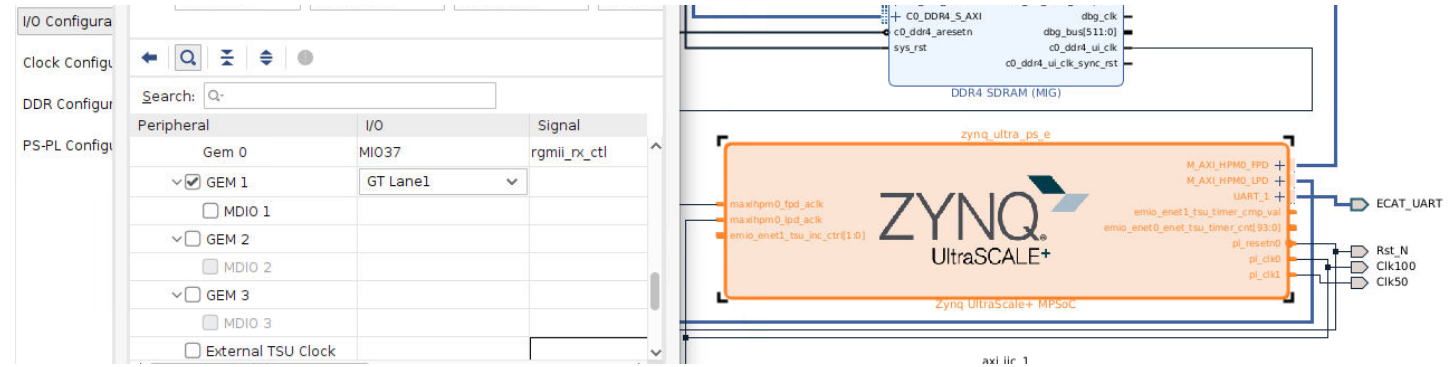 I/O Configura
Clock Configu
DDR Configur
PS-PL Configu
Search:
Peripheral I/O Signal
Gem 0 MIO37 rgmii_rx_ctl
GEM 1 GT Lane1
MDIO 1
GEM 2
MDIO 2
GEM 3
MDIO 3
External TSU Clock
C0_DDR4_S_AXI dbg_clk
c0_ddr4_aresetn dbg_bus[511:0]
sys_rst c0_ddr4_ui_clk
c0_ddr4_ui_clk_sync_rst
DDR4 SDRAM (MIG)
zynq_ultra_ps_e
M_AXI_HPM0_FPD
M_AXI_HPM0_LPD
maxihpm0_fpd_aclk UART_1
maxihpm0_lpd_aclk emio_enet1_tsu_timer_cmp_val
emio_enet1_tsu_inc_ctrl[1:0] emio_enet0_enet_tsu_timer_cnt[93:0]
pl_resetn0
pl_clk0
pl_clk1
ZYNQ
UltraSCALE+
Zynq UltraScale+ MPSoC
ECAT_UART
Rst_N
Clk100
Clk50
axi_iic_1